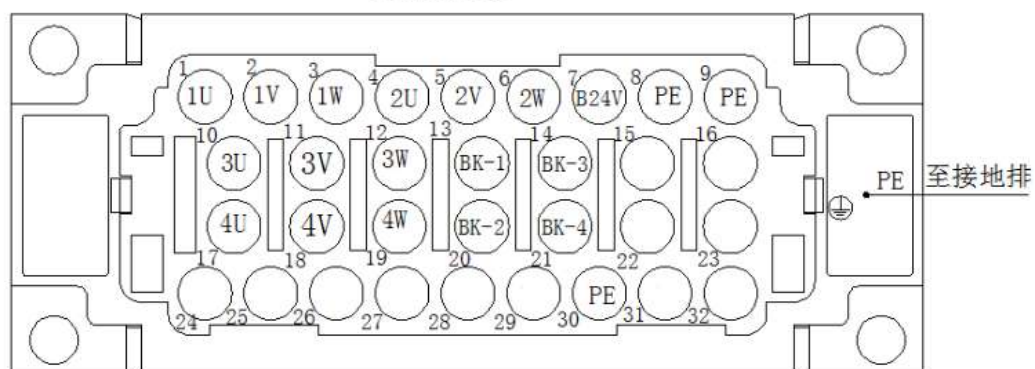 1 2 3 4 5 6 7 8 9
1U 1V 1W 2U 2V 2W B24V PE PE
10 11 12 13 14 15 16
3U 3V 3W BK-1 BK-3
PE 至接地排
4U 4V 4W BK-2 BK-4
17 18 19 20 21 22 23
PE
24 25 26 27 28 29 30 31 32